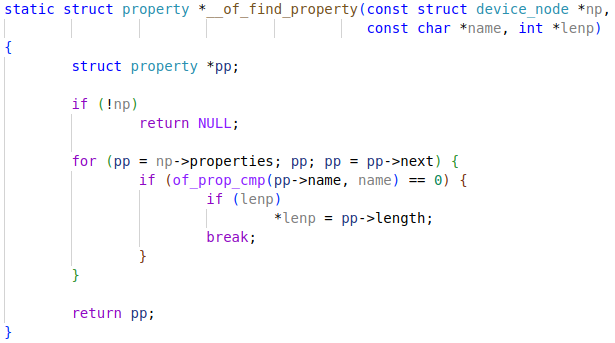 static struct property *__of_find_property(const struct device_node *np,
                                           const char *name, int *lenp)
{
        struct property *pp;

        if (!np)
                return NULL;

        for (pp = np->properties; pp; pp = pp->next) {
                if (of_prop_cmp(pp->name, name) == 0) {
                        if (lenp)
                                *lenp = pp->length;
                        break;
                }
        }

        return pp;
}